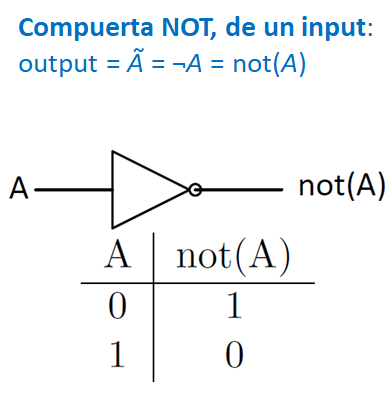 Compuerta NOT, de un input:
output = Ã = ¬A = not(A)
A not(A)
A not(A)
0 1
1 0